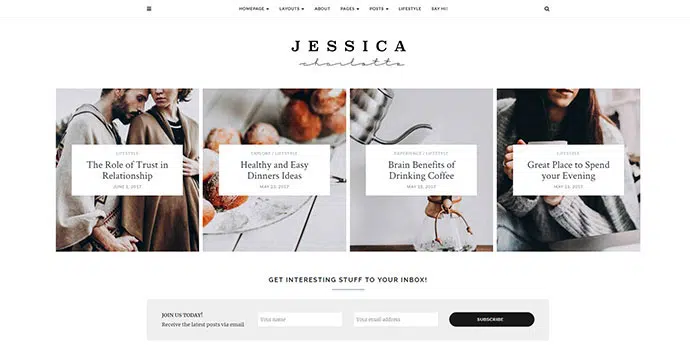 HOMEPAGE LAYOUTS ABOUT PAGES POSTS LIFESTYLE SAY HI!
JESSICA
charlotte
LIFESTYLE
The Role of Trust in
Relationship
JUNE 5, 2017
EXPLORE / LIFESTYLE
Healthy and Easy
Dinners Ideas
MAY 23, 2017
EXPERIENCE / LIFESTYLE
Brain Benefits of
Drinking Coffee
MAY 23, 2017
LIFESTYLE
Great Place to Spend
your Evening
MAY 23, 2017
GET INTERESTING STUFF TO YOUR INBOX!
JOIN US TODAY!
Receive the latest posts via email
Your name
Your email address
SUBSCRIBE